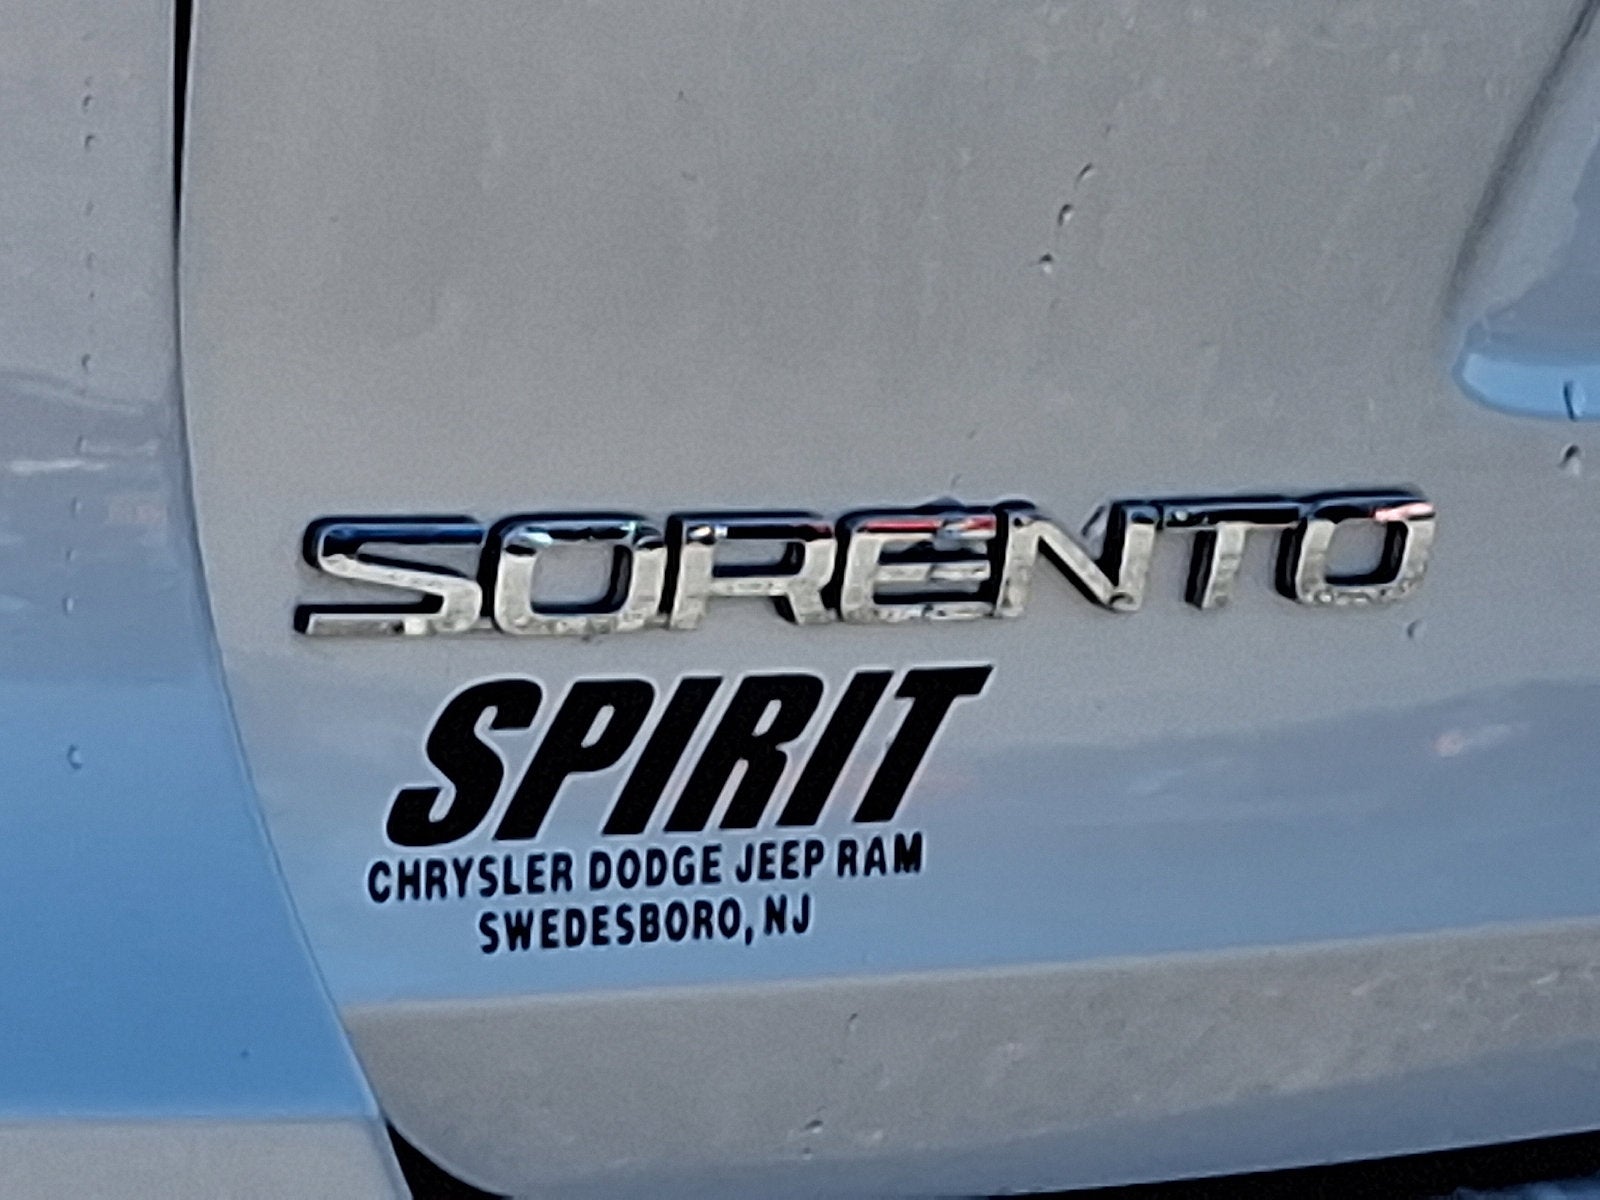 SORENTO
SPIRIT
CHRYSLER DODGE JEEP RAM
SWEDESBORO, NJ